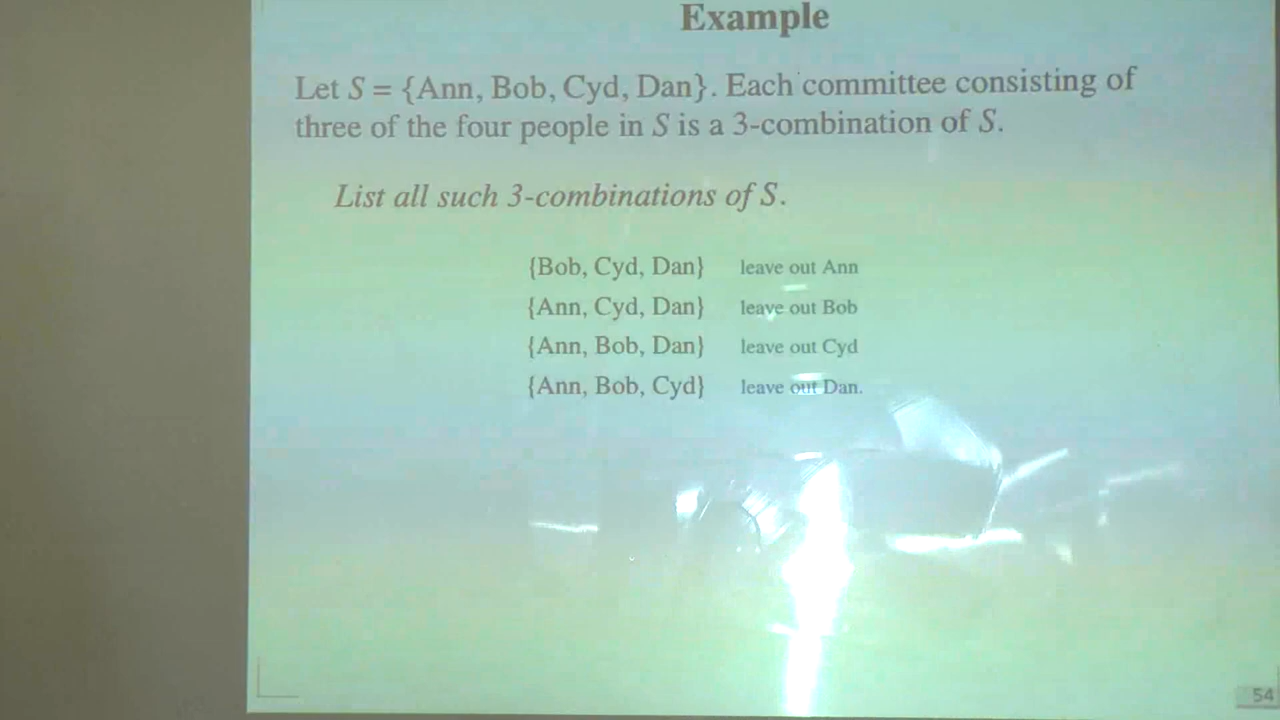 Example
Let S = {Ann, Bob, Cyd, Dan}. Each committee consisting of
three of the four people in S is a 3-combination of S.
List all such 3-combinations of S.
{Bob, Cyd, Dan} leave out Ann
{Ann, Cyd, Dan} leave out Bob
{Ann, Bob, Dan} leave out Cyd
{Ann, Bob, Cyd} leave out Dan.
54